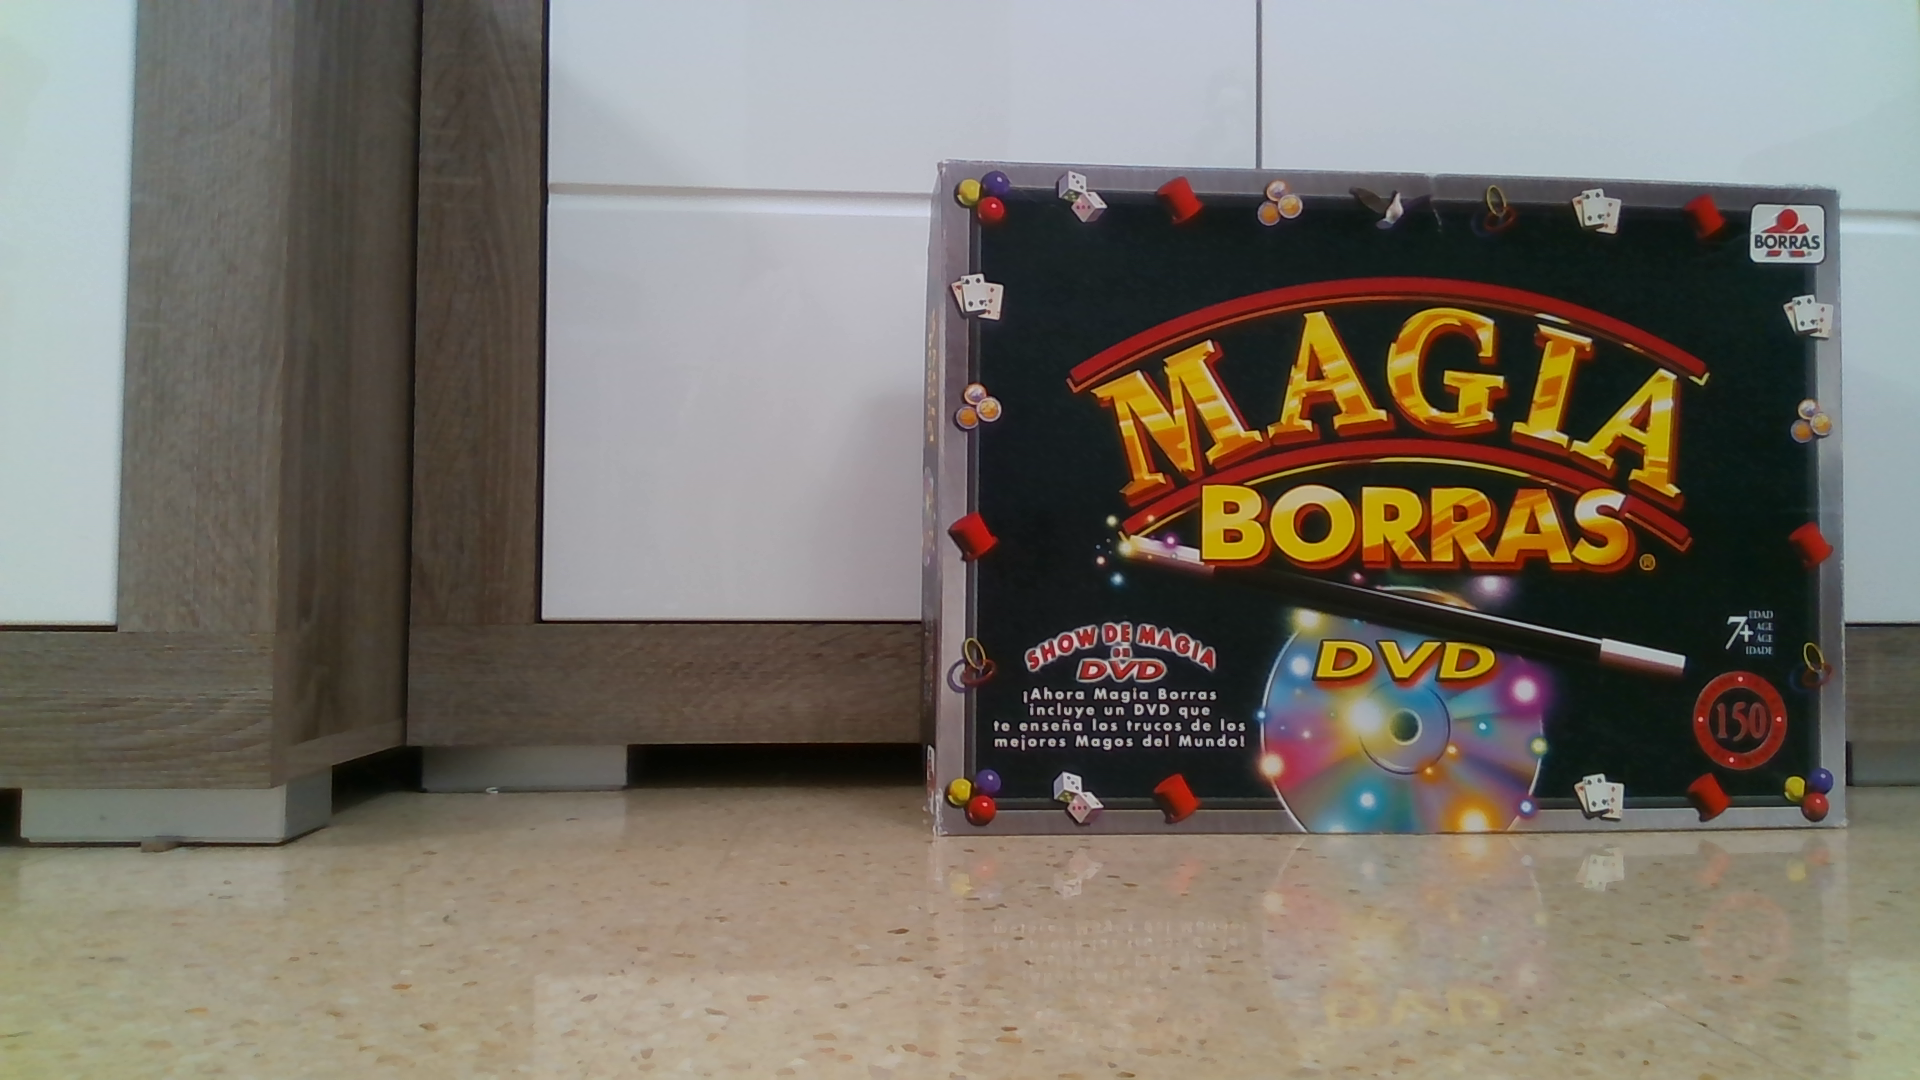 BORRAS
MAGIA
BORRAS®
SHOW DE MAGIA
EN
DVD
¡Ahora Magia Borras
incluye un DVD que
te enseña los trucos de los
mejores Magos del Mundo!
DVD
7+
EDAD
AGE
ÂGE
IDADE
150